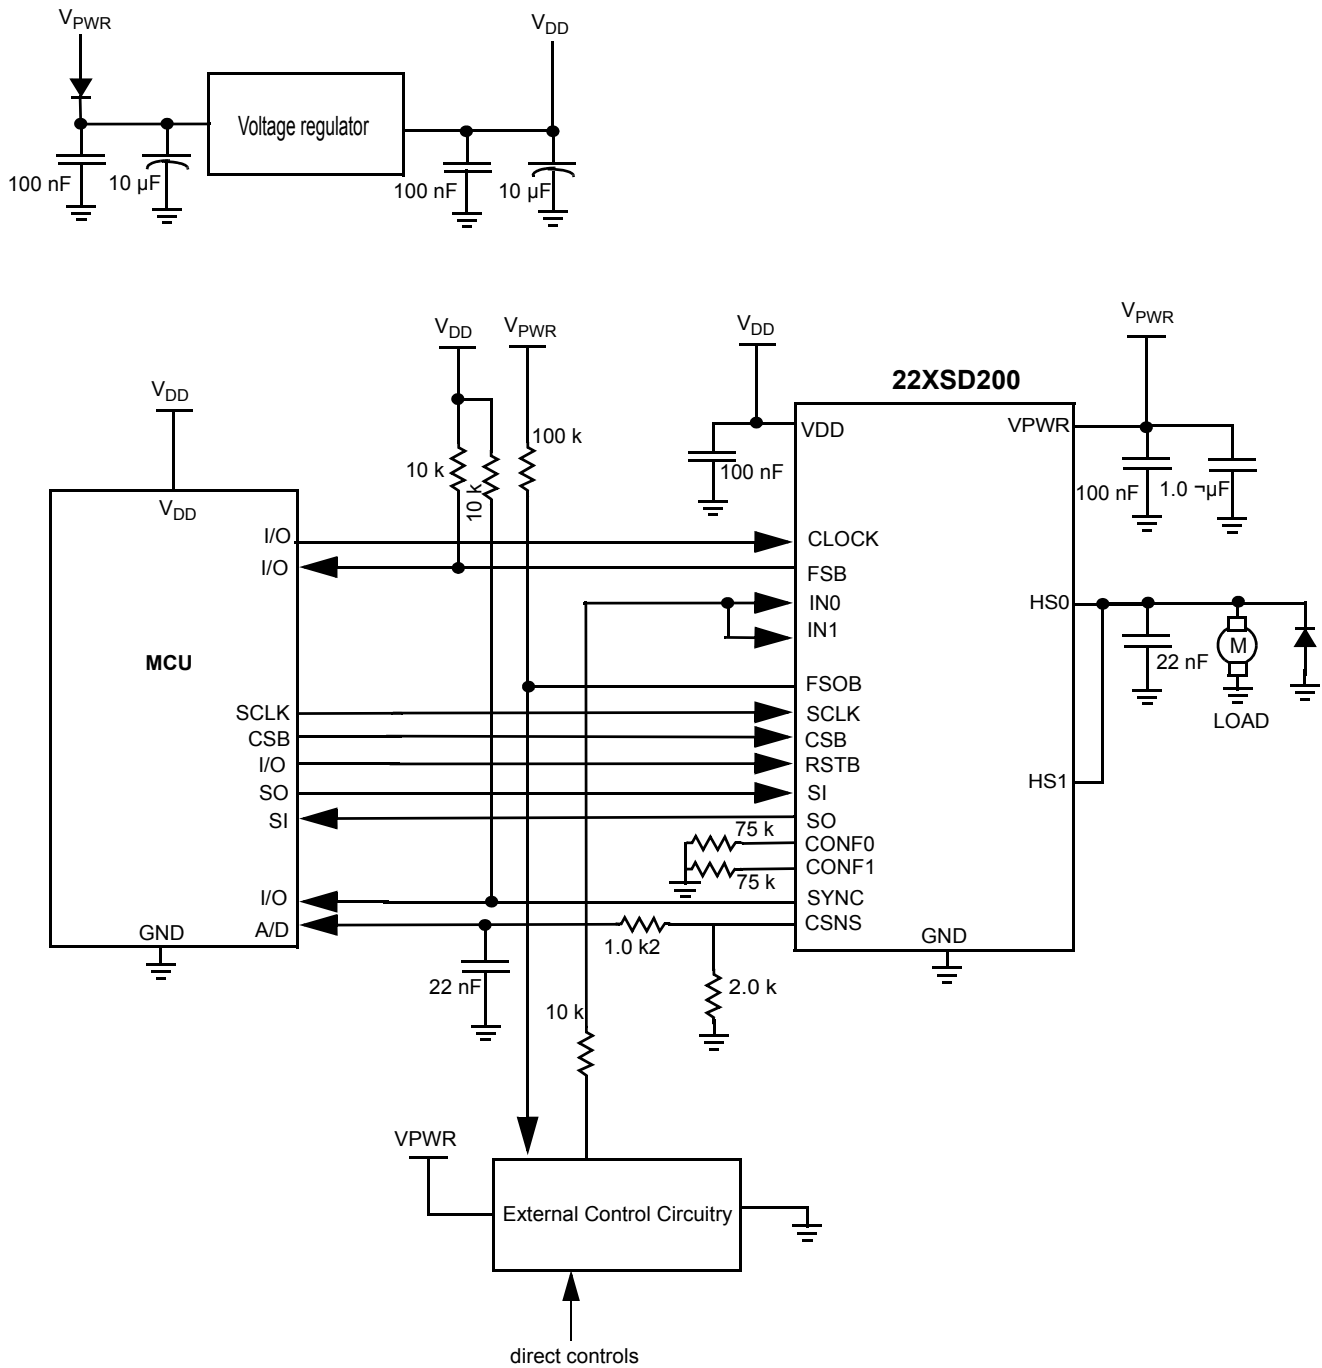 VPWR
VDD
Voltage regulator
100 nF
10 µF
100 nF
10 µF
VDD
VPWR
VDD
VPWR
22XSD200
VDD
100 k
10 k
10 k
VDD
VPWR
100 nF
100 nF
1.0 ¬µF
VDD
I/O
CLOCK
I/O
FSB
IN0
HS0
IN1
MCU
M
22 nF
FSOB
LOAD
SCLK
SCLK
CSB
CSB
I/O
RSTB
HS1
SO
SI
SI
SO
75 k
CONF0
CONF1
75 k
I/O
SYNC
A/D
CSNS
GND
GND
1.0 k2
22 nF
2.0 k
10 k
VPWR
External Control Circuitry
direct controls